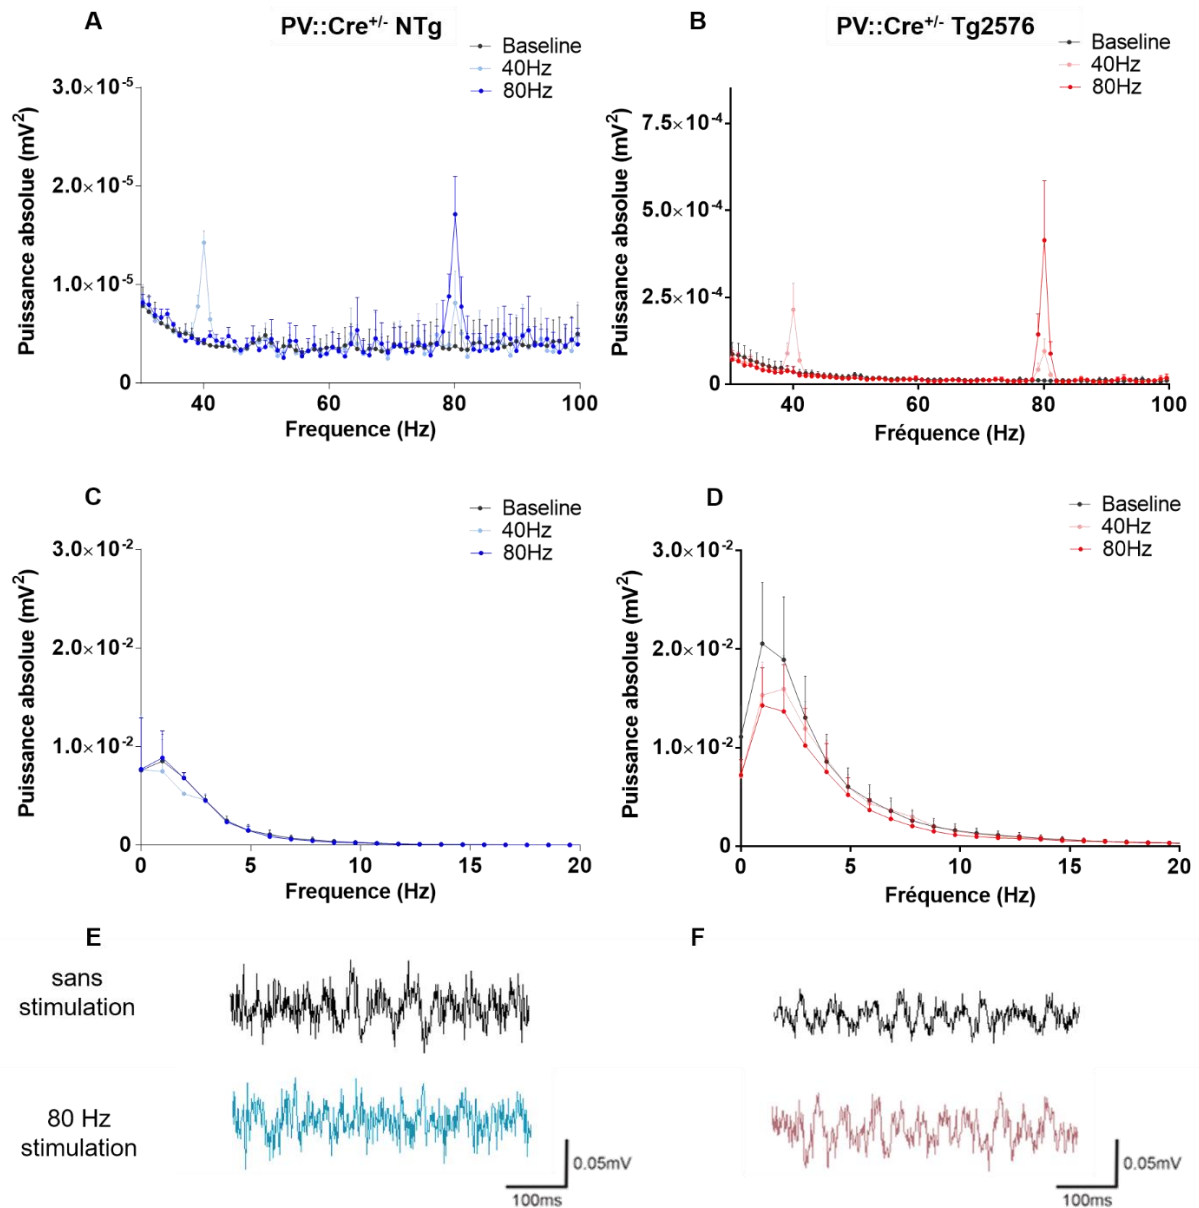 A
PV::Cre+/- NTg
Baseline
40Hz
80Hz
Puissance absolue (mV2)
3.0×10-5
2.0×10-5
1.0×10-5
0
40
60
80
100
Frequence (Hz)
B
PV::Cre+/- Tg2576
Baseline
40Hz
80Hz
Puissance absolue (mV2)
7.5×10-4
5.0×10-4
2.5×10-4
0
40
60
80
100
Fréquence (Hz)
C
Baseline
40Hz
80Hz
Puissance absolue (mV2)
3.0×10-2
2.0×10-2
1.0×10-2
0
0
5
10
15
20
Frequence (Hz)
D
Baseline
40Hz
80Hz
Puissance absolue (mV2)
3.0×10-2
2.0×10-2
1.0×10-2
0
0
5
10
15
20
Fréquence (Hz)
E
F
sans
stimulation
80 Hz
stimulation
0.05mV
100ms
0.05mV
100ms